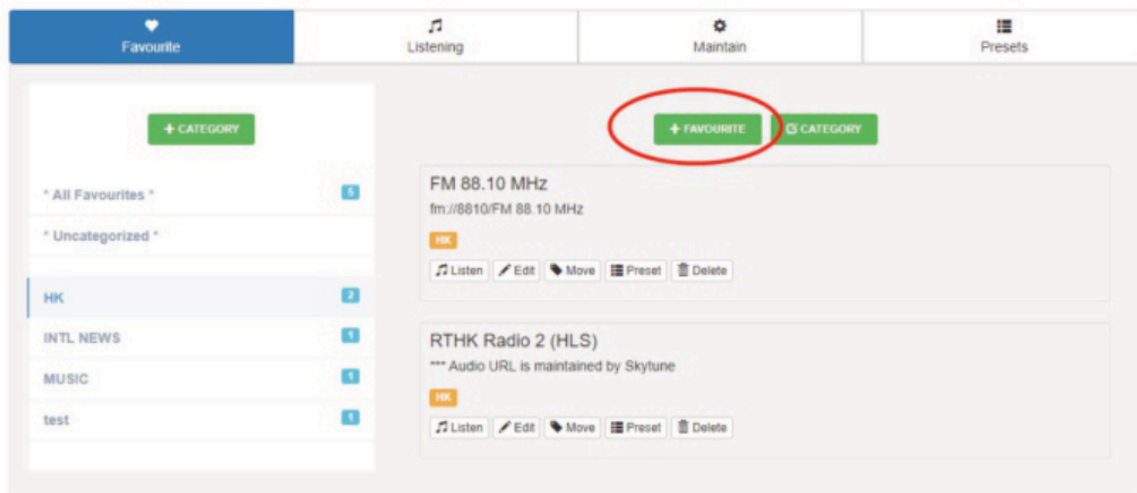 Favourite
Listening
Maintain
Presets
+ CATEGORY
* All Favourites * 5
* Uncategorized *
HK 2
INTL NEWS 1
MUSIC 1
test 1
+ FAVOURITE
CATEGORY
FM 88.10 MHz
fm://8810/FM 88.10 MHz
HK
Listen Edit Move Preset Delete
RTHK Radio 2 (HLS)
*** Audio URL is maintained by Skytune
HK
Listen Edit Move Preset Delete